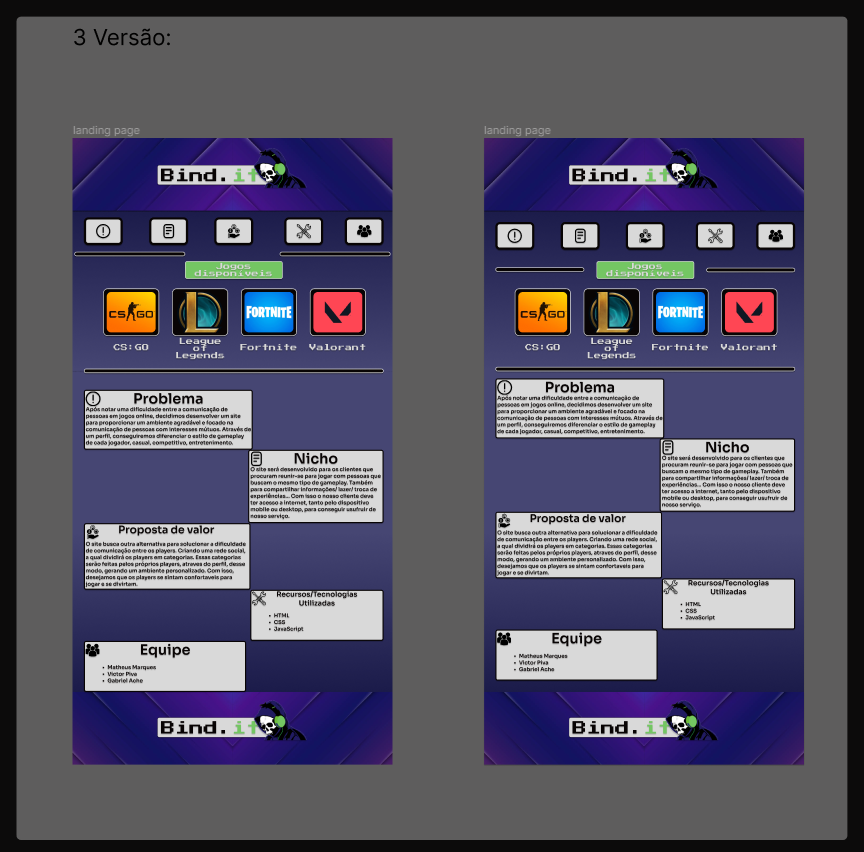 3 Versão:
landing page
Bind.it
Jogos
disponíveis
CS:GO
CS:GO
League
of
Legends
FORTNITE
Fortnite
Valorant
Problema
Após notar uma dificuldade entre a comunicação de
pessoas em jogos online, decidimos desenvolver um site
para proporcionar um ambiente agradável e focado na
comunicação de pessoas com interesses mútuos. Através de
um perfil, conseguiremos diferenciar o estilo de gameplay
de cada jogador, casual, competitivo, entretenimento.
Nicho
O site será desenvolvido para os clientes que
procuram reunir-se para jogar com pessoas que
buscam o mesmo tipo de gameplay. Também
para compartilhar informações/ lazer/ troca de
experiências... Com isso o nosso cliente deve
ter acesso a internet, tanto pelo dispositivo
mobile ou desktop, para conseguir usufruir de
nosso serviço.
Proposta de valor
O site busca outra alternativa para solucionar a dificuldade
de comunicação entre os players. Criando uma rede social,
a qual dividirá os players em categorias. Essas categorias
serão feitas pelos próprios players, atraves do perfil, desse
modo, gerando um ambiente personalizado. Com isso,
desejamos que os players se sintam confortaveis para
jogar e se divirtam.
Recursos/Tecnologias
Utilizadas
HTML
CSS
JavaScript
Equipe
Matheus Marques
Victor Piva
Gabriel Ache
Bind.it
landing page
Bind.it
Jogos
disponíveis
CS:GO
CS:GO
League
of
Legends
FORTNITE
Fortnite
Valorant
Problema
Após notar uma dificuldade entre a comunicação de
pessoas em jogos online, decidimos desenvolver um site
para proporcionar um ambiente agradável e focado na
comunicação de pessoas com interesses mútuos. Através de
um perfil, conseguiremos diferenciar o estilo de gameplay
de cada jogador, casual, competitivo, entretenimento.
Nicho
O site será desenvolvido para os clientes que
procuram reunir-se para jogar com pessoas que
buscam o mesmo tipo de gameplay. Também
para compartilhar informações/ lazer/ troca de
experiências... Com isso o nosso cliente deve
ter acesso a internet, tanto pelo dispositivo
mobile ou desktop, para conseguir usufruir de
nosso serviço.
Proposta de valor
O site busca outra alternativa para solucionar a dificuldade
de comunicação entre os players. Criando uma rede social,
a qual dividirá os players em categorias. Essas categorias
serão feitas pelos próprios players, atraves do perfil, desse
modo, gerando um ambiente personalizado. Com isso,
desejamos que os players se sintam confortaveis para
jogar e se divirtam.
Recursos/Tecnologias
Utilizadas
HTML
CSS
JavaScript
Equipe
Matheus Marques
Victor Piva
Gabriel Ache
Bind.it